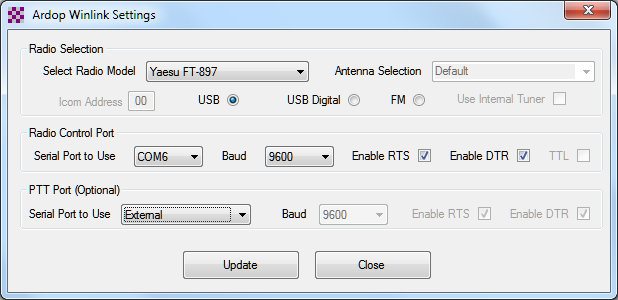 Ardop Winlink Settings
Radio Selection
Select Radio Model Yaesu FT-897 Antenna Selection Default
Icom Address 00 USB USB Digital FM Use Internal Tuner
Radio Control Port
Serial Port to Use COM6 Baud 9600 Enable RTS Enable DTR TTL
PTT Port (Optional)
Serial Port to Use External Baud 9600 Enable RTS Enable DTR
Update Close